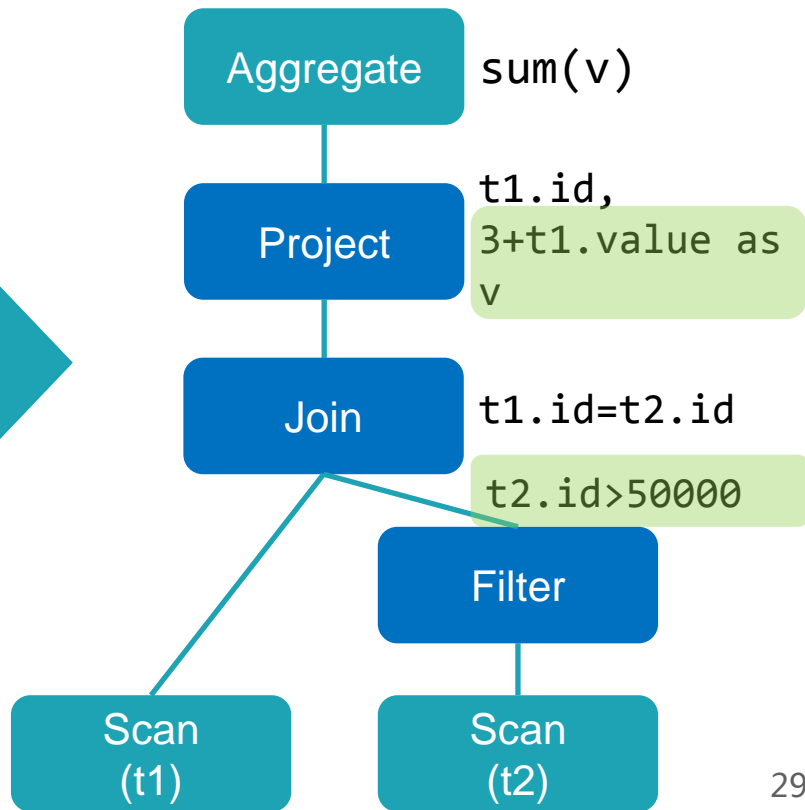 Aggregate
sum(v)
Project
t1.id,
3+t1.value as
v
Join
t1.id=t2.id
t2.id>50000
Filter
Scan
(t1)
Scan
(t2)
29